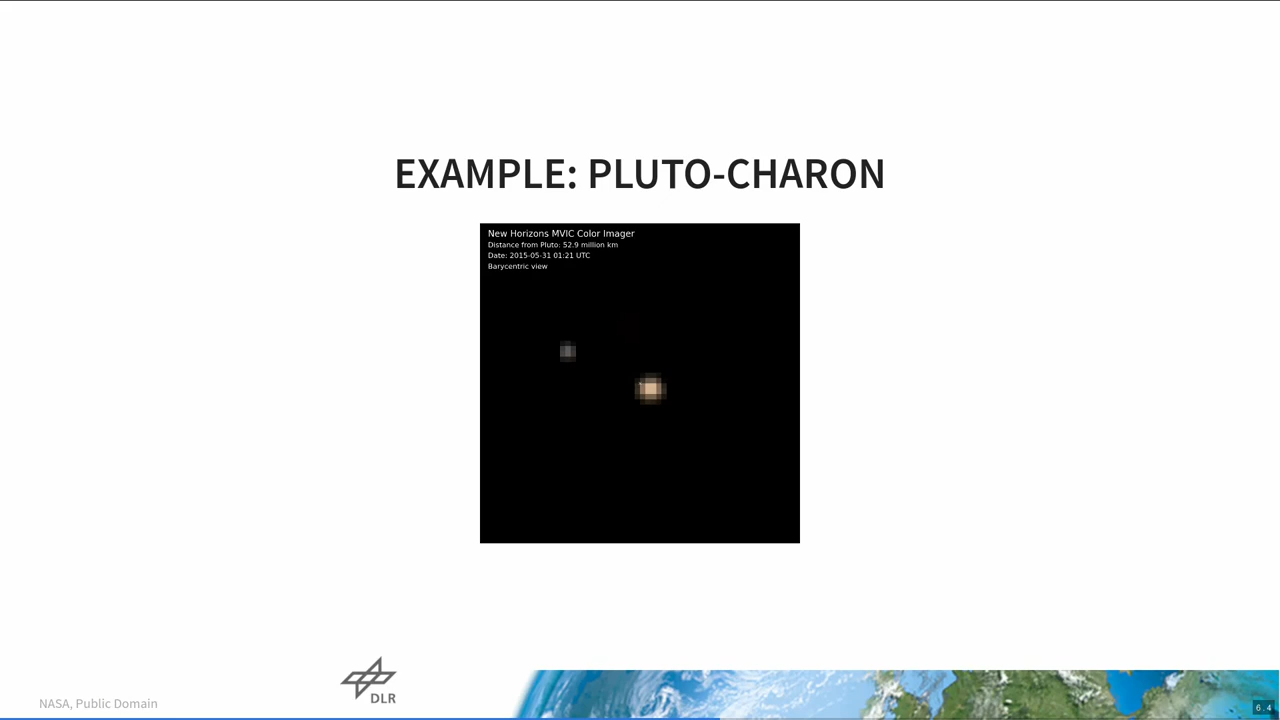 EXAMPLE: PLUTO-CHARON
New Horizons MVIC Color Imager
Distance from Pluto: 52.9 million km
Date: 2015-05-31 01:21 UTC
Barycentric view
DLR
NASA, Public Domain
6.4